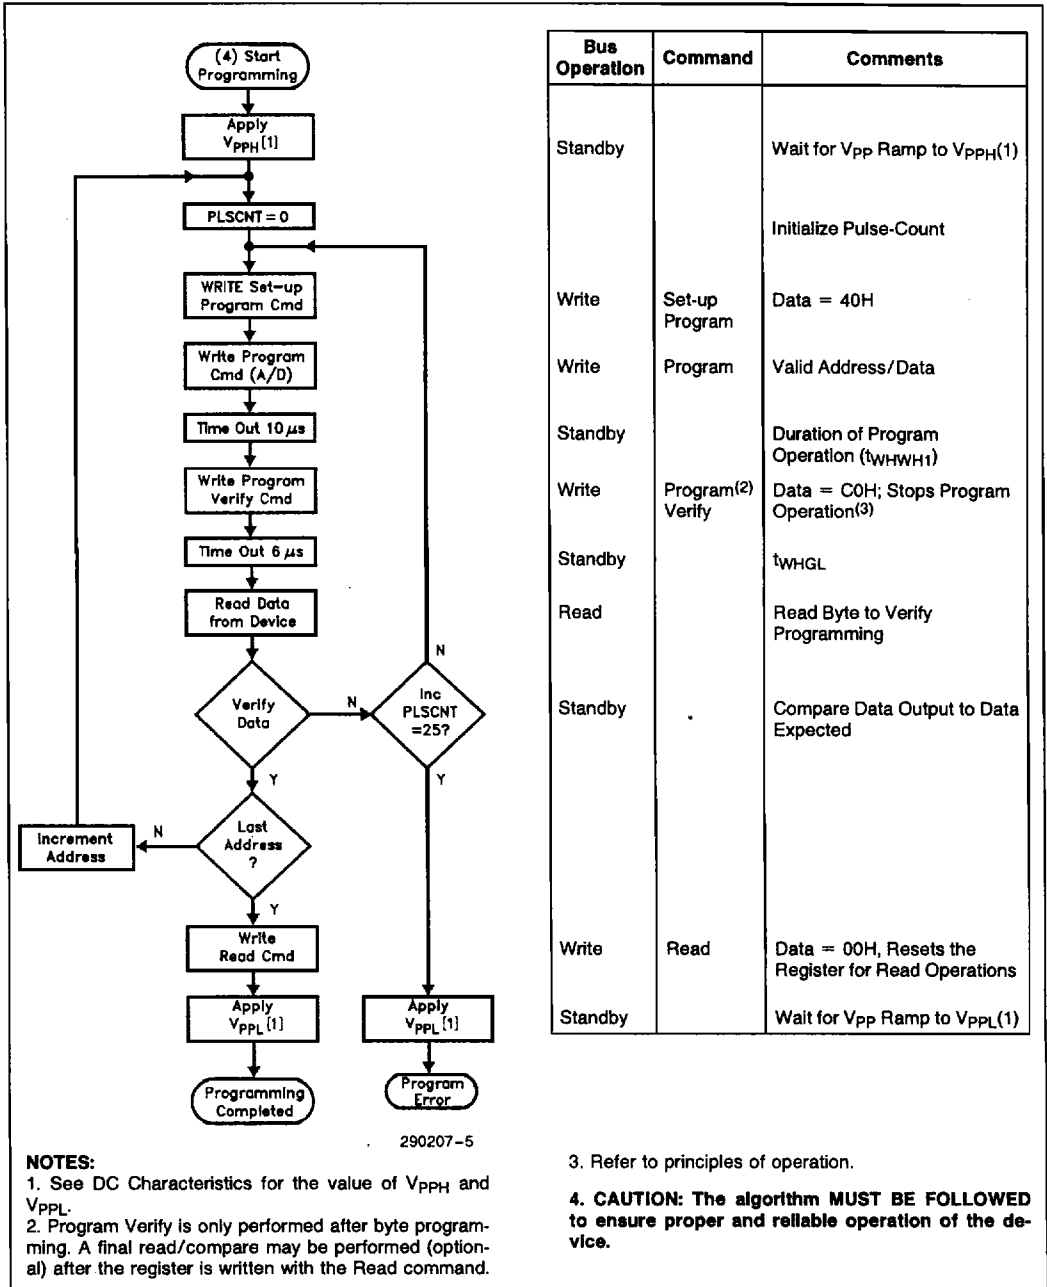 (4) Start
Programming
Apply
VPPH[1]
PLSCNT = 0
WRITE Set-up
Program Cmd
Write Program
Cmd (A/D)
Time Out 10 μs
Write Program
Verify Cmd
Time Out 6 μs
Read Data
from Device
Verify
Data
N
Inc
PLSCNT
=25?
N
Y
Y
Last
Address
?
N
Increment
Address
Y
Write
Read Cmd
Apply
VPPL[1]
Apply
VPPL[1]
Programming
Completed
Program
Error
290207-5
Bus
Operation
Command
Comments
Standby
Wait for VPP Ramp to VPPH(1)
Initialize Pulse-Count
Write
Set-up
Program
Data = 40H
Write
Program
Valid Address/Data
Standby
Duration of Program
Operation (tWHWH1)
Write
Program(2)
Verify
Data = C0H; Stops Program
Operation(3)
Standby
tWHGL
Read
Read Byte to Verify
Programming
Standby
Compare Data Output to Data
Expected
Write
Read
Data = 00H, Resets the
Register for Read Operations
Standby
Wait for VPP Ramp to VPPL(1)
NOTES:
1. See DC Characteristics for the value of VPPH and
VPPL.
2. Program Verify is only performed after byte program-
ming. A final read/compare may be performed (option-
al) after the register is written with the Read command.
3. Refer to principles of operation.
4. CAUTION: The algorithm MUST BE FOLLOWED
to ensure proper and reliable operation of the de-
vice.